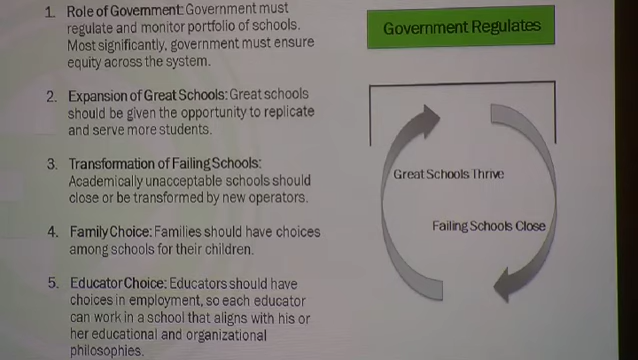 1. Role of Government: Government must
regulate and monitor portfolio of schools.
Most significantly, government must ensure
equity across the system.
2. Expansion of Great Schools: Great schools
should be given the opportunity to replicate
and serve more students.
3. Transformation of Failing Schools:
Academically unacceptable schools should
close or be transformed by new operators.
4. Family Choice: Families should have choices
among schools for their children.
5. Educator Choice: Educators should have
choices in employment, so each educator
can work in a school that aligns with his or
her educational and organizational
philosophies.
Government Regulates
Great Schools Thrive
Failing Schools Close